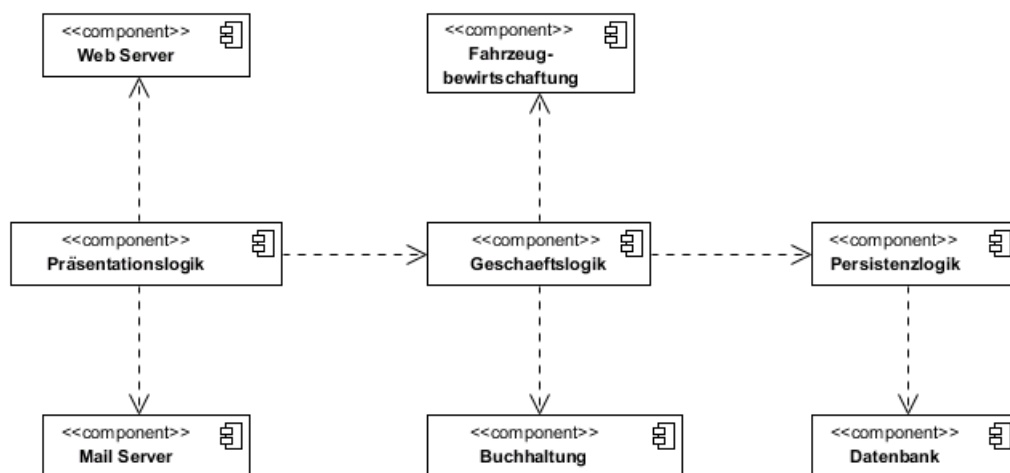 <<component>>
Web Server
<<component>>
Fahrzeug-
bewirtschaftung
<<component>>
Präsentationslogik
<<component>>
Geschaeftslogik
<<component>>
Persistenzlogik
<<component>>
Mail Server
<<component>>
Buchhaltung
<<component>>
Datenbank